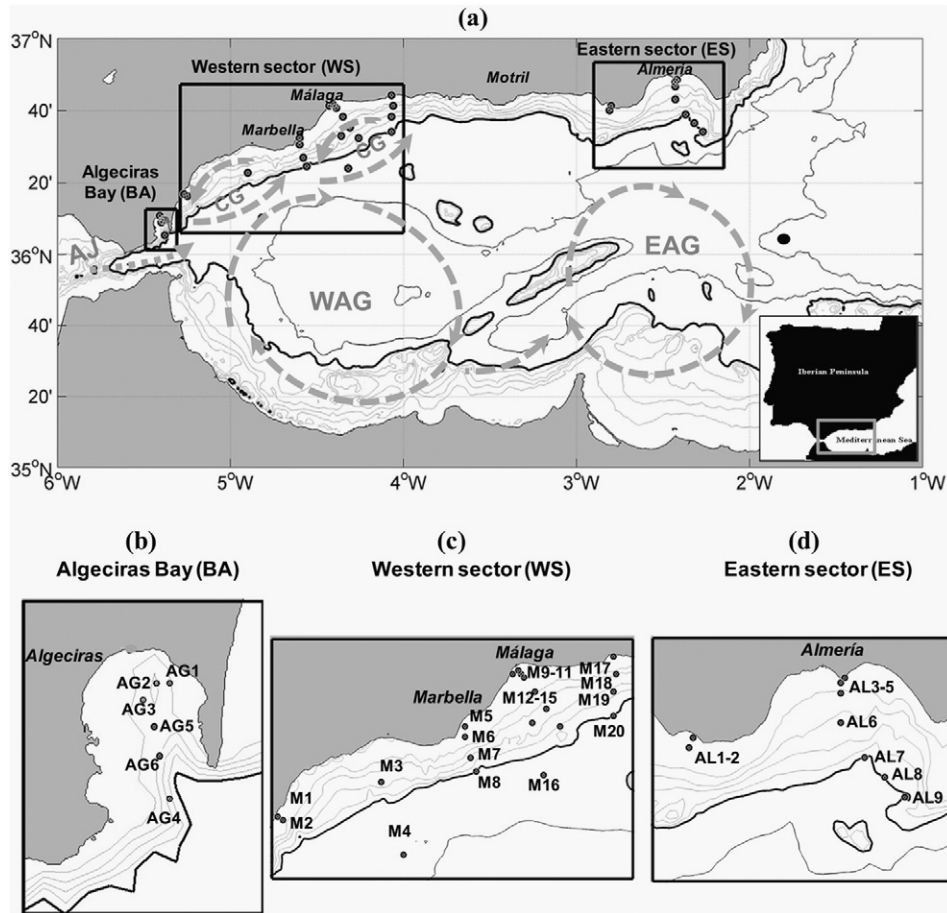 (a)
37°N
Western sector (WS)
Eastern sector (ES)
Motril
Almería
Málaga
40'
Marbella
Algeciras
Bay (BA)
CG
CG
20'
AJ
36°N
WAG
EAG
40'
20'
Iberian Peninsula
Mediterranean Sea
35°N
6°W
5°W
4°W
3°W
2°W
1°W
(b)
Algeciras Bay (BA)
(c)
Western sector (WS)
(d)
Eastern sector (ES)
Algeciras
AG1
AG2
AG3
AG5
AG6
AG4
Málaga
M17
M9-11
M18
Marbella
M12-15
M19
M5
M20
M6
M7
M3
M8
M16
M1
M2
M4
Almería
AL3-5
AL6
AL1-2
AL7
AL8
AL9